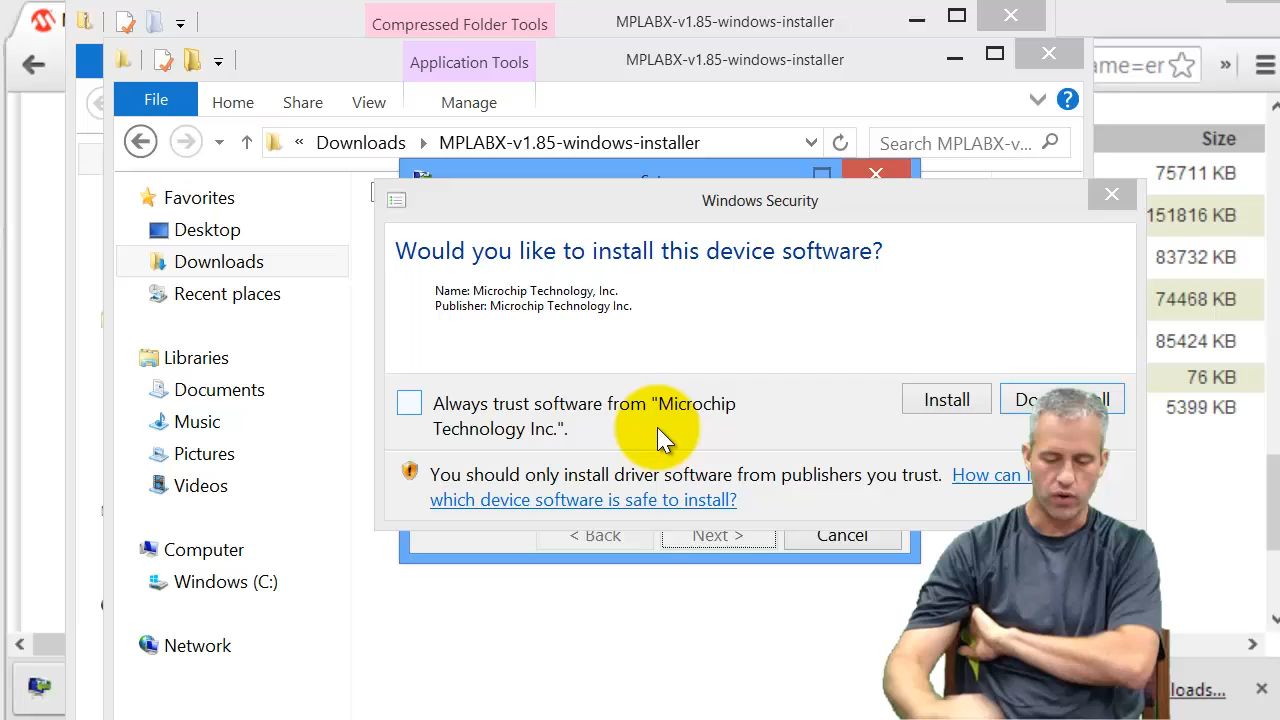 Compressed Folder Tools
MPLABX-v1.85-windows-installer
Application Tools
MPLABX-v1.85-windows-installer
ame=er
»
File
Home
Share
View
Manage
?
« Downloads MPLABX-v1.85-windows-installer
Search MPLABX-v...
Size
75711 KB
151816 KB
83732 KB
74468 KB
85424 KB
76 KB
5399 KB
Favorites
Desktop
Downloads
Recent places
Libraries
Documents
Music
Pictures
Videos
Computer
Windows (C:)
Network
Windows Security
Would you like to install this device software?
Name: Microchip Technology, Inc.
Publisher: Microchip Technology Inc.
Always trust software from "Microchip
Technology Inc.".
Install
You should only install driver software from publishers you trust. How can
which device software is safe to install?
< Back
Next >
Cancel
loads...